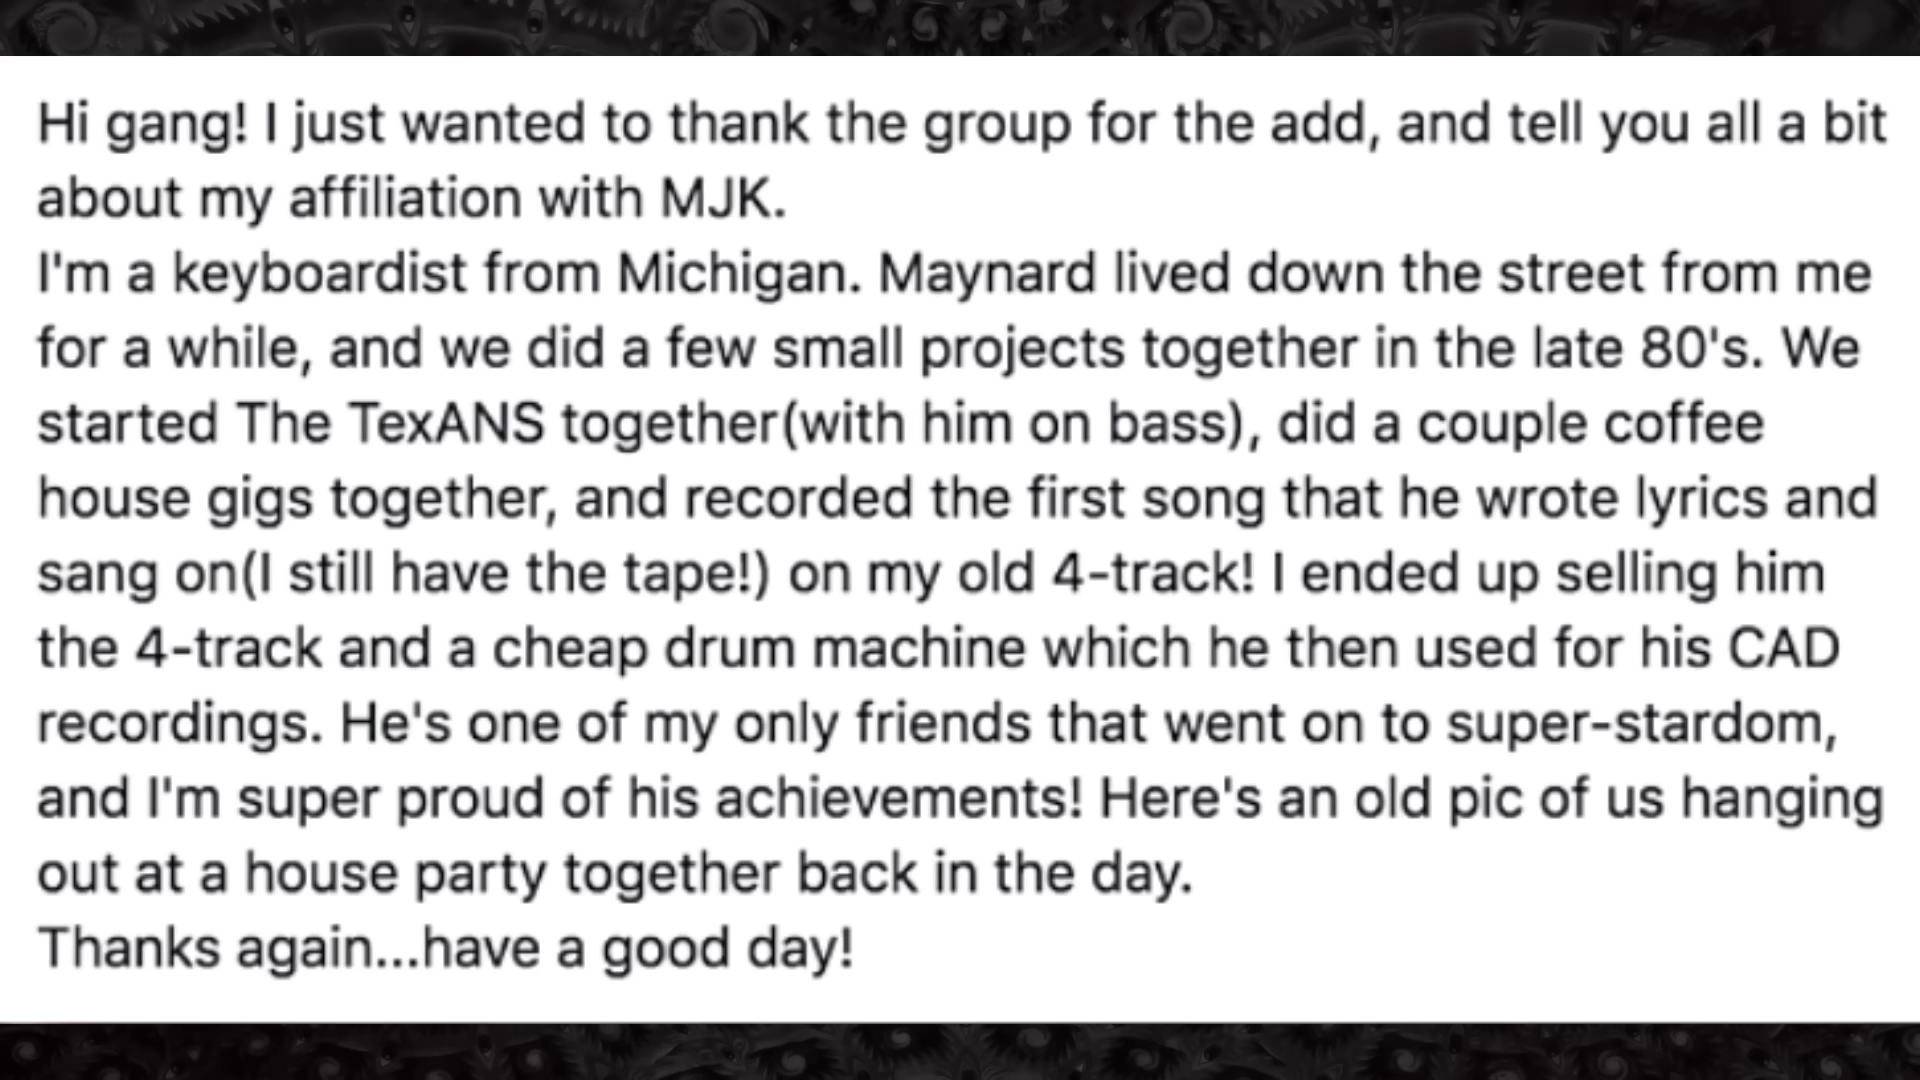 Hi gang! I just wanted to thank the group for the add, and tell you all a bit
about my affiliation with MJK.
I'm a keyboardist from Michigan. Maynard lived down the street from me
for a while, and we did a few small projects together in the late 80's. We
started The TexANS together(with him on bass), did a couple coffee
house gigs together, and recorded the first song that he wrote lyrics and
sang on(I still have the tape!) on my old 4-track! I ended up selling him
the 4-track and a cheap drum machine which he then used for his CAD
recordings. He's one of my only friends that went on to super-stardom,
and I'm super proud of his achievements! Here's an old pic of us hanging
out at a house party together back in the day.
Thanks again...have a good day!